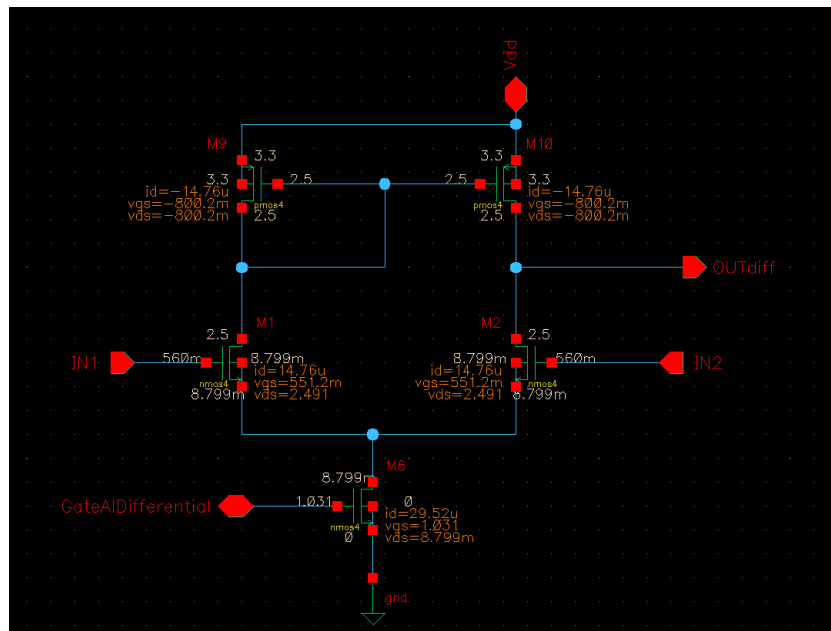 Vdd
M9
M10
3.3
3.3
3.3
2.5
2.5
3.3
id=-14.76u
vgs=-800.2m
vds=-800.2m
pmos4
2.5
pmos4
2.5
id=-14.76u
vgs=-800.2m
vds=-800.2m
OUTdiff
M1
M2
2.5
2.5
IN1
560m
8.799m
8.799m
560m
IN2
id=14.76u
vgs=551.2m
vds=2.491
nmos4
8.799m
id=14.76u
vgs=551.2m
vds=2.491
nmos4
8.799m
M6
8.799m
GateAIDifferential
1.031
0
id=29.52u
vgs=1.031
vds=8.799m
nmos4
0
gnd